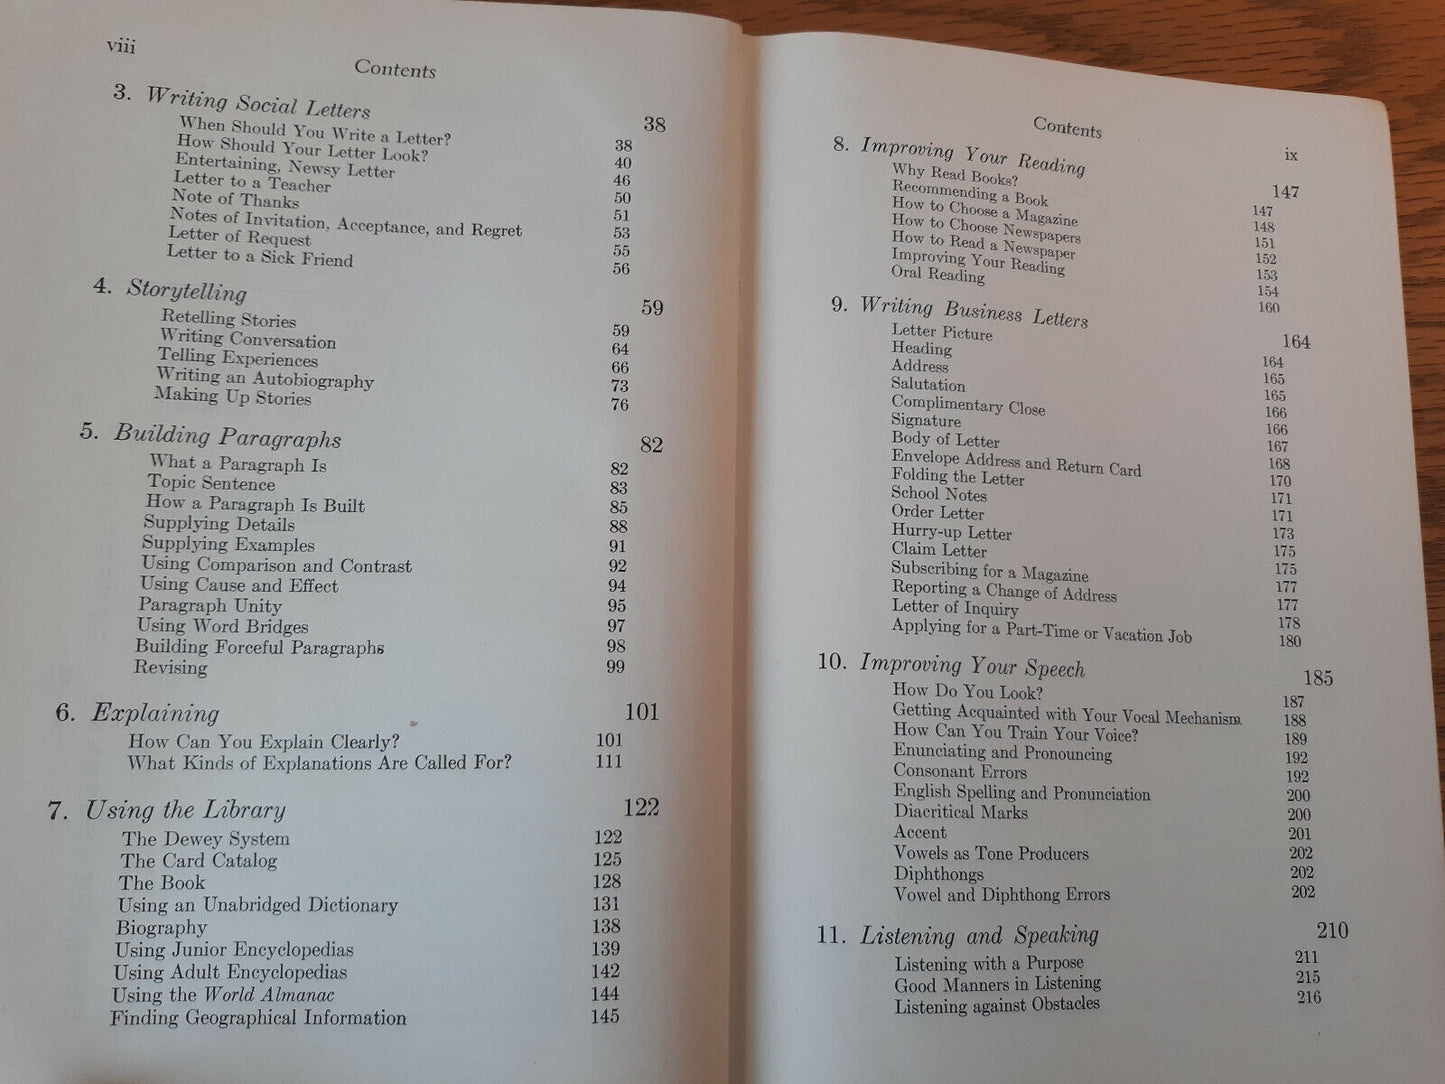 viii
Contents
3. Writing Social Letters 38
When Should You Write a Letter? 38
How Should Your Letter Look? 40
Entertaining, Newsy Letter 46
Letter to a Teacher 50
Note of Thanks 51
Notes of Invitation, Acceptance, and Regret 53
Letter of Request 55
Letter to a Sick Friend 56
4. Storytelling 59
Retelling Stories 59
Writing Conversation 64
Telling Experiences 66
Writing an Autobiography 73
Making Up Stories 76
5. Building Paragraphs 82
What a Paragraph Is 82
Topic Sentence 83
How a Paragraph Is Built 85
Supplying Details 88
Supplying Examples 91
Using Comparison and Contrast 92
Using Cause and Effect 94
Paragraph Unity 95
Using Word Bridges 97
Building Forceful Paragraphs 98
Revising 99
6. Explaining 101
How Can You Explain Clearly? 101
What Kinds of Explanations Are Called For? 111
7. Using the Library 122
The Dewey System 122
The Card Catalog 125
The Book 128
Using an Unabridged Dictionary 131
Biography 138
Using Junior Encyclopedias 139
Using Adult Encyclopedias 142
Using the World Almanac 144
Finding Geographical Information 145
Contents
ix
8. Improving Your Reading 147
Why Read Books? 147
Recommending a Book 148
How to Choose a Magazine 151
How to Choose Newspapers 152
How to Read a Newspaper 153
Improving Your Reading 154
Oral Reading 160
9. Writing Business Letters 164
Letter Picture 164
Heading 165
Address 165
Salutation 166
Complimentary Close 166
Signature 167
Body of Letter 168
Envelope Address and Return Card 170
Folding the Letter 171
School Notes 171
Order Letter 173
Hurry-up Letter 175
Claim Letter 175
Subscribing for a Magazine 177
Reporting a Change of Address 177
Letter of Inquiry 178
Applying for a Part-Time or Vacation Job 180
10. Improving Your Speech 185
How Do You Look? 187
Getting Acquainted with Your Vocal Mechanism 188
How Can You Train Your Voice? 189
Enunciating and Pronouncing 192
Consonant Errors 192
English Spelling and Pronunciation 200
Diacritical Marks 200
Accent 201
Vowels as Tone Producers 202
Diphthongs 202
Vowel and Diphthong Errors 202
11. Listening and Speaking 210
Listening with a Purpose 211
Good Manners in Listening 215
Listening against Obstacles 216